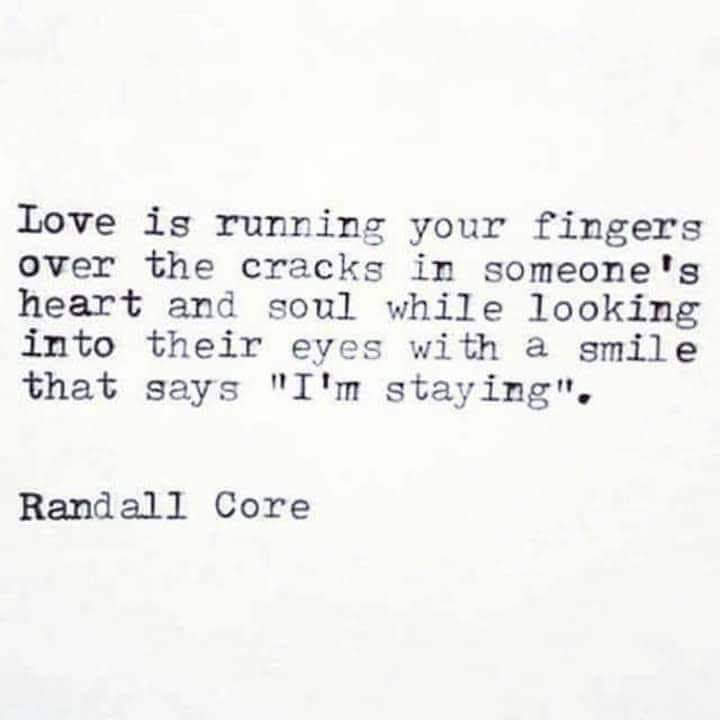 Love is running your fingers
over the cracks in someone's
heart and soul while looking
into their eyes with a smile
that says "I'm staying".
Randall Core